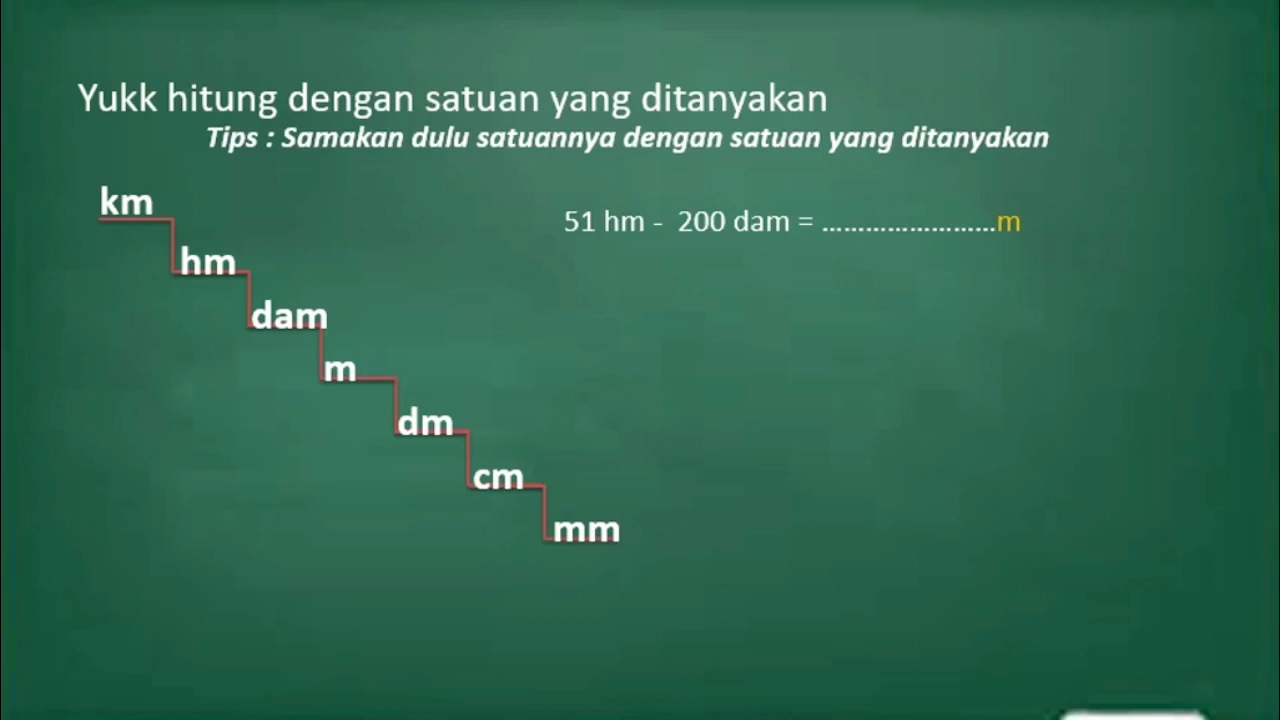 Yukk hitung dengan satuan yang ditanyakan
Tips : Samakan dulu satuannya dengan satuan yang ditanyakan
km
51 hm - 200 dam = ........................m
hm
dam
m
dm
cm
mm